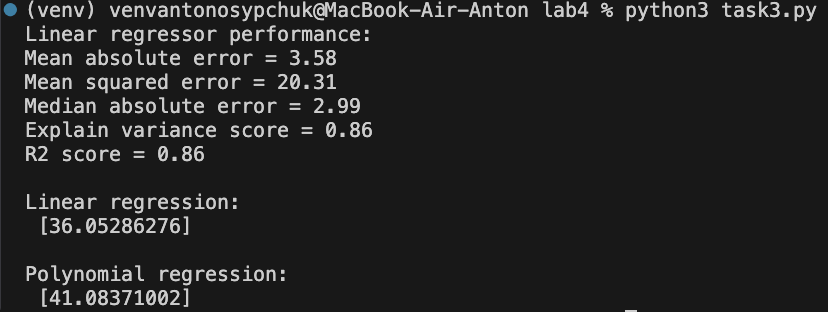 (venv) venvantonosypchuk@MacBook-Air-Anton lab4 % python3 task3.py
Linear regressor performance:
Mean absolute error = 3.58
Mean squared error = 20.31
Median absolute error = 2.99
Explain variance score = 0.86
R2 score = 0.86
Linear regression:
[36.05286276]
Polynomial regression:
[41.08371002]